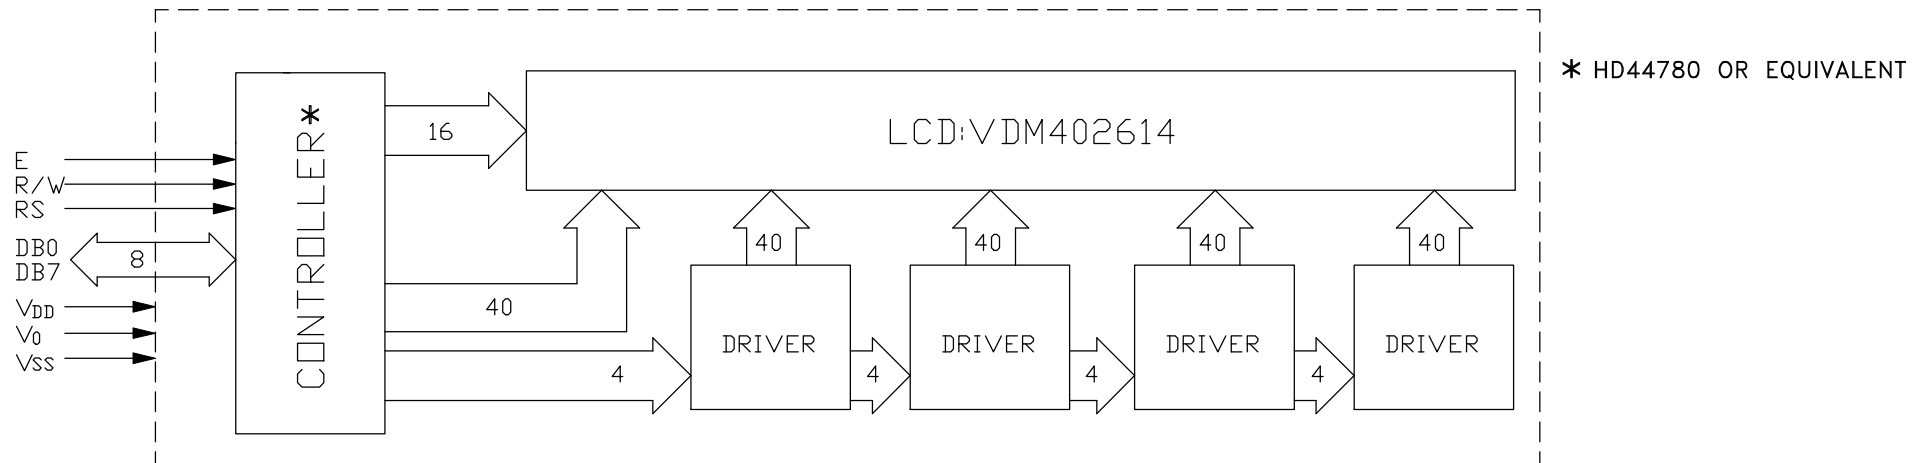 * HD44780 OR EQUIVALENT
CONTROLLER*
16
LCD:VDM402614
E
R/W
RS
DB0
DB7
8
VDD
V0
VSS
40
40
40
40
40
4
DRIVER
4
DRIVER
4
DRIVER
4
DRIVER